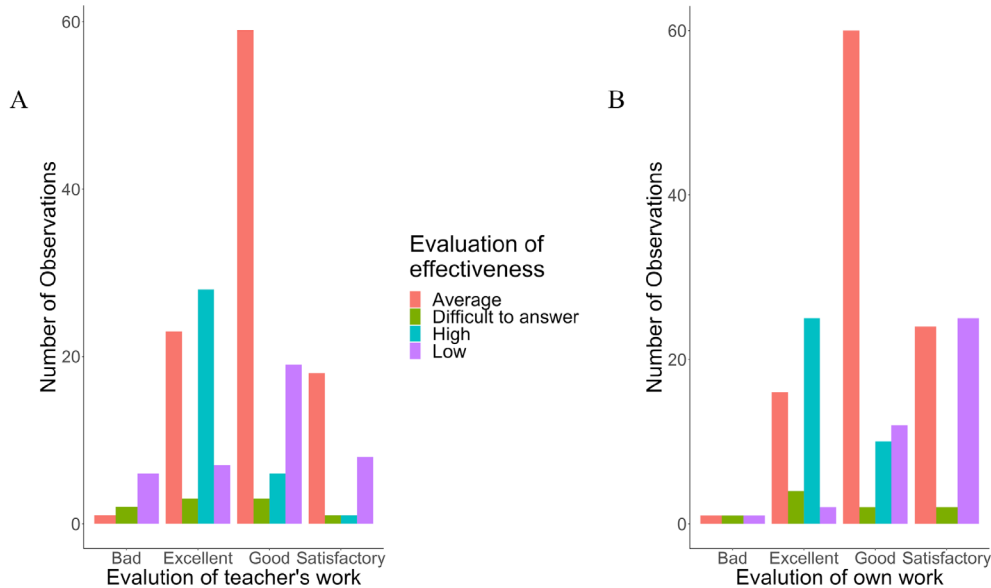 A
60
40
20
0
Number of Observations
Bad Excellent Good Satisfactory
Evalution of teacher's work
Evaluation of
effectiveness
Average
Difficult to answer
High
Low
B
60
40
20
0
Number of Observations
Bad Excellent Good Satisfactory
Evalution of own work